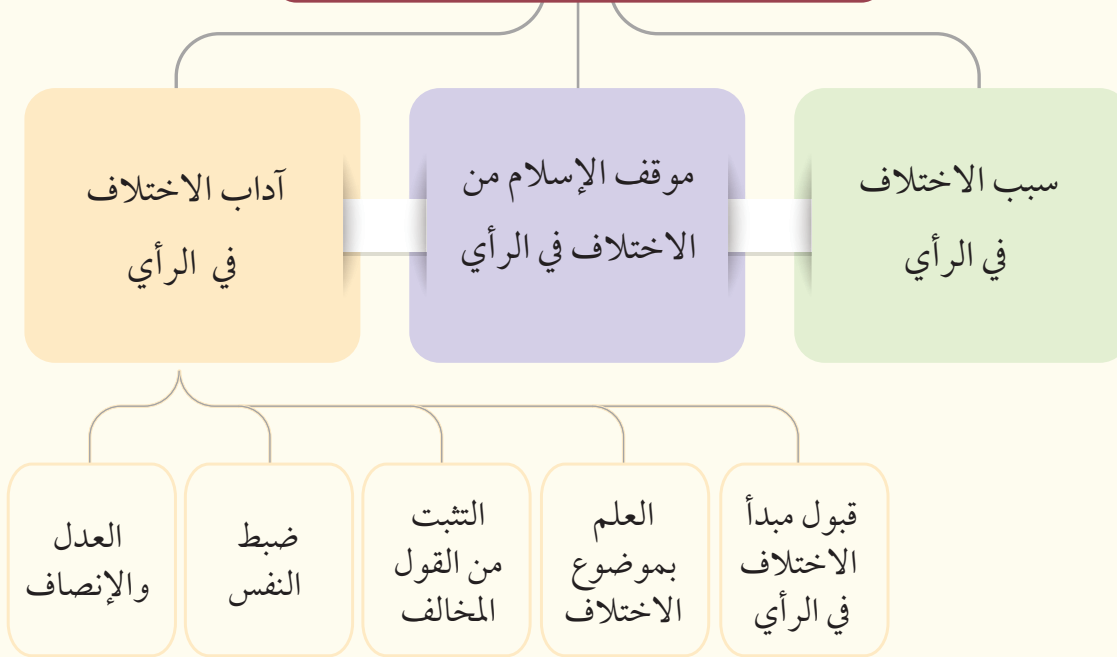 سبب الاختلاف
في الرأي
موقف الإسلام من
الاختلاف في الرأي
آداب الاختلاف
في الرأي
قبول مبدأ
الاختلاف
في الرأي
العلم
بموضوع
الاختلاف
التثبت
من القول
المخالف
ضبط
النفس
العدل
والإنصاف